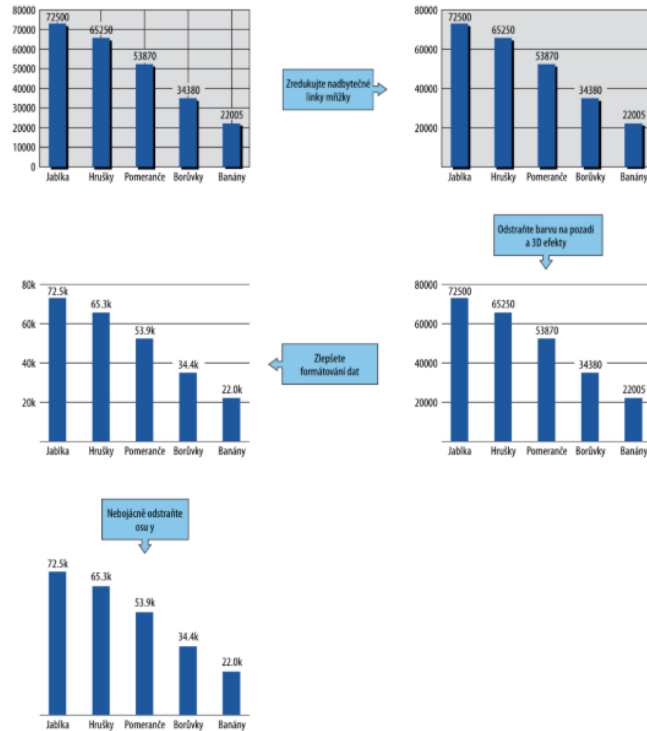 80000
70000
60000
50000
40000
30000
20000
10000
0
72500
65250
53870
34380
22005
Jablka Hrušky Pomeranče Borůvky Banány
Zredukujte nadbytečné
linky mřížky
80000
60000
40000
20000
72500
65250
53870
34380
22005
Jablka Hrušky Pomeranče Borůvky Banány
Odstraňte barvu na pozadí
a 3D efekty
80000
60000
40000
20000
72500
65250
53870
34380
22005
Jablka Hrušky Pomeranče Borůvky Banány
Zlepšete
formátování dat
80k
60k
40k
20k
72.5k
65.3k
53.9k
34.4k
22.0k
Jablka Hrušky Pomeranče Borůvky Banány
Nebojácně odstraňte
osu y
72.5k
65.3k
53.9k
34.4k
22.0k
Jablka Hrušky Pomeranče Borůvky Banány